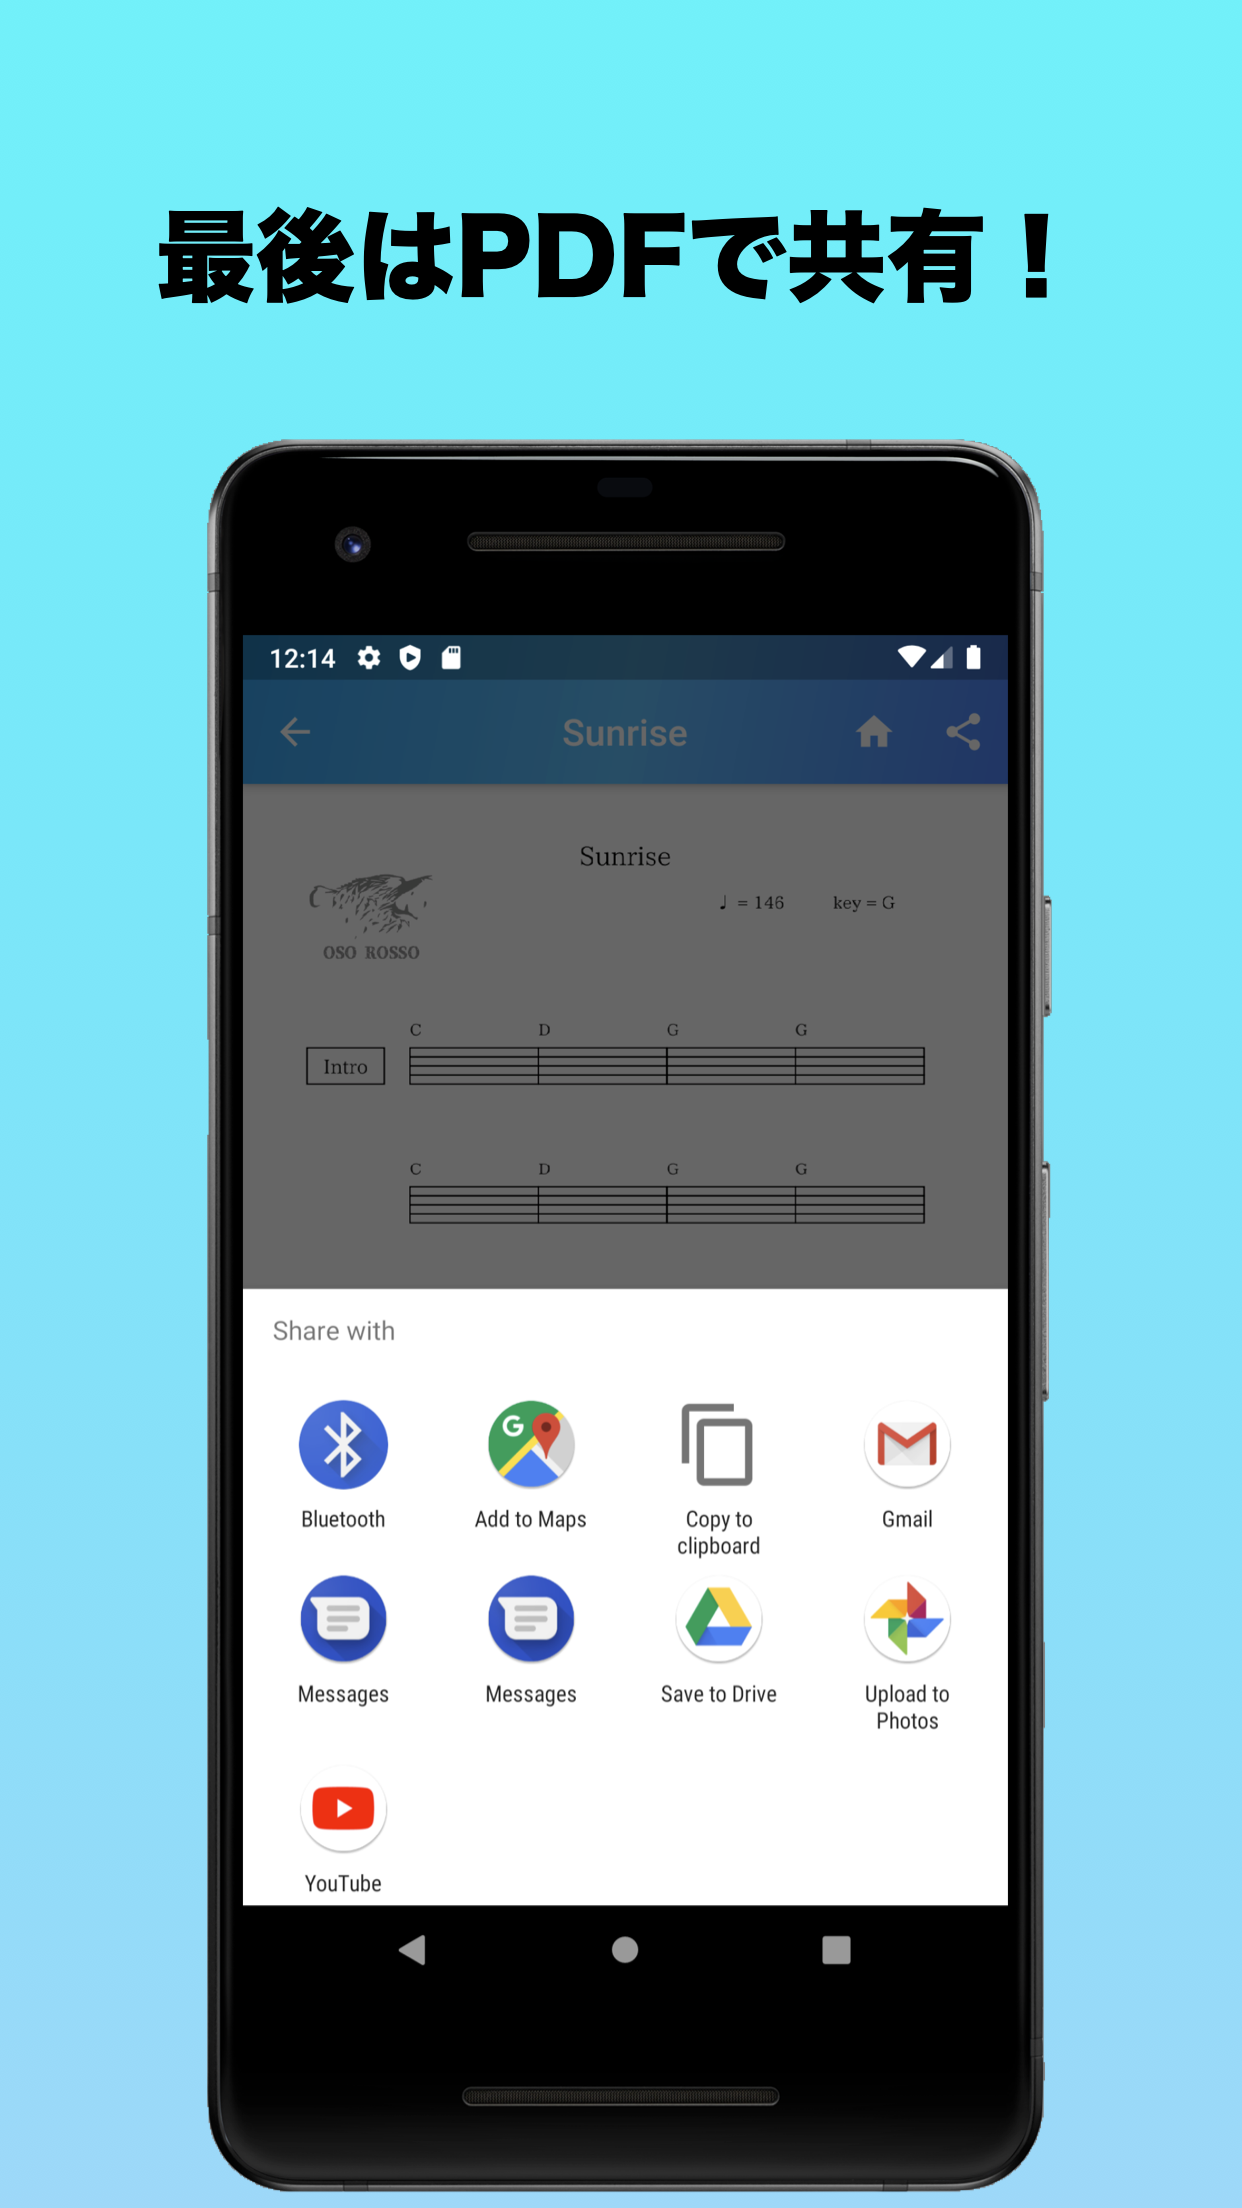 最後はPDFで共有！
12:14
Sunrise
Sunrise
♩ = 146 key = G
OSO ROSSO
C D G G
Intro
C D G G
Share with
Bluetooth Add to Maps Copy to clipboard Gmail
Messages Messages Save to Drive Upload to Photos
YouTube